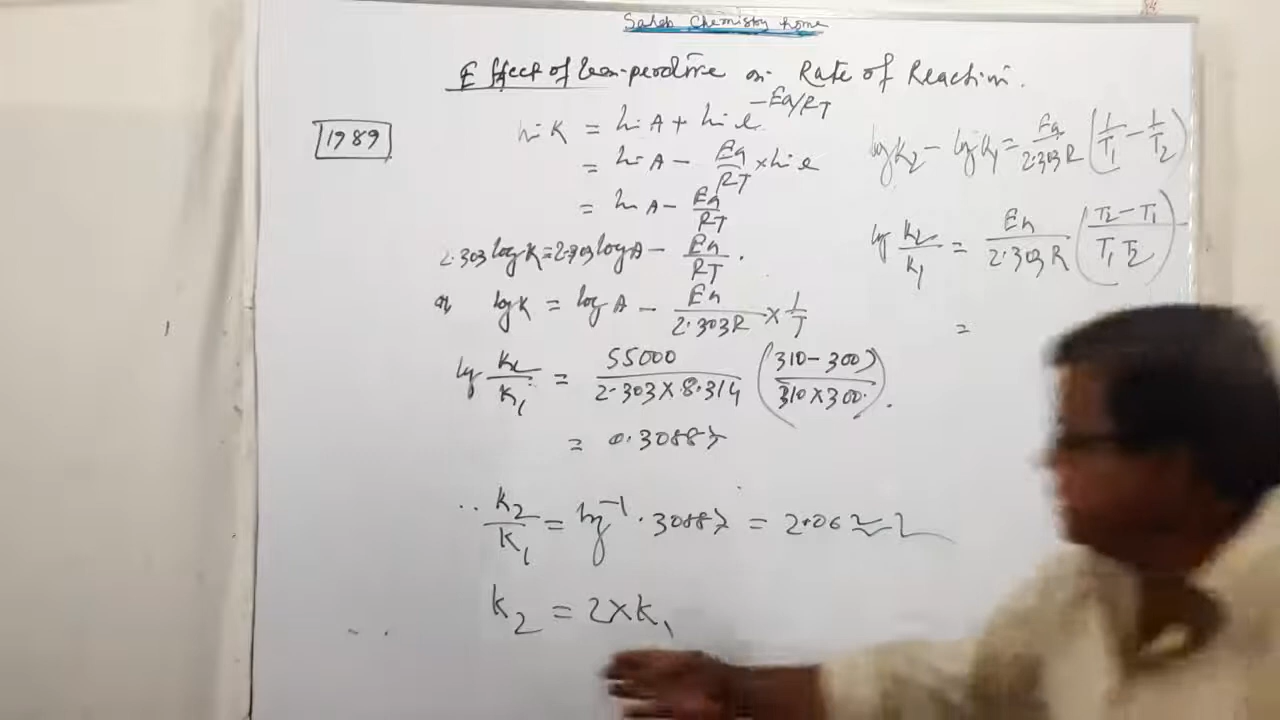 Saheb Chemistry home
Effect of Temperature on Rate of Reaction.
1989
ln K = ln A + ln e^-Ea/RT
= ln A - Ea/RT × ln e
= ln A - Ea/RT
2.303 log K = 2.303 log A - Ea/RT .
or log K = log A - Ea/2.303R × 1/T
log K2/K1 = 55000/2.303 × 8.314 (310-300/310×300) .
= 0.30887
∴ K2/K1 = log^-1 .30887 = 2.06 ≈ 2
K2 = 2×K1
log K2 - log K1 = Ea/2.303R (1/T1 - 1/T2)
log K2/K1 = Ea/2.303R (T2-T1/T1T2)
=